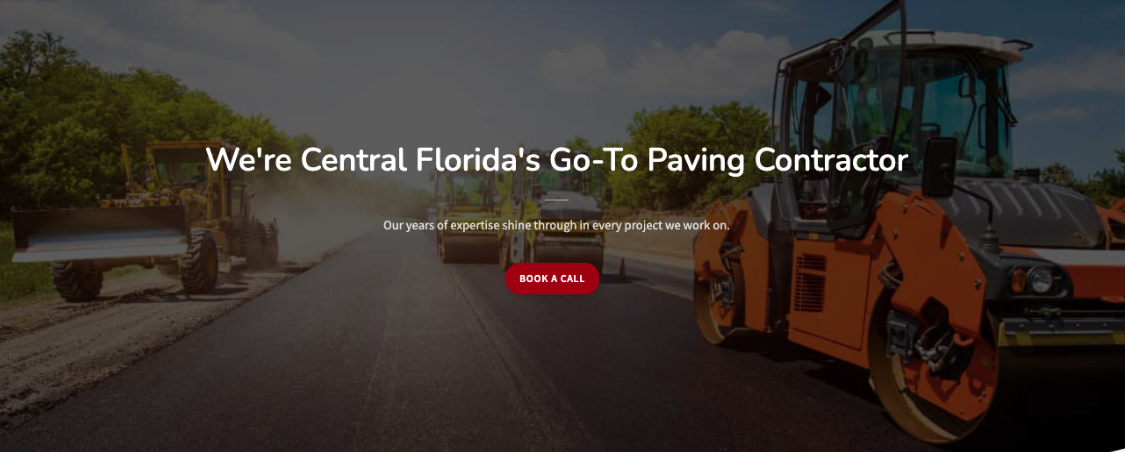 We're Central Florida's Go-To Paving Contractor
Our years of expertise shine through in every project we work on.
BOOK A CALL